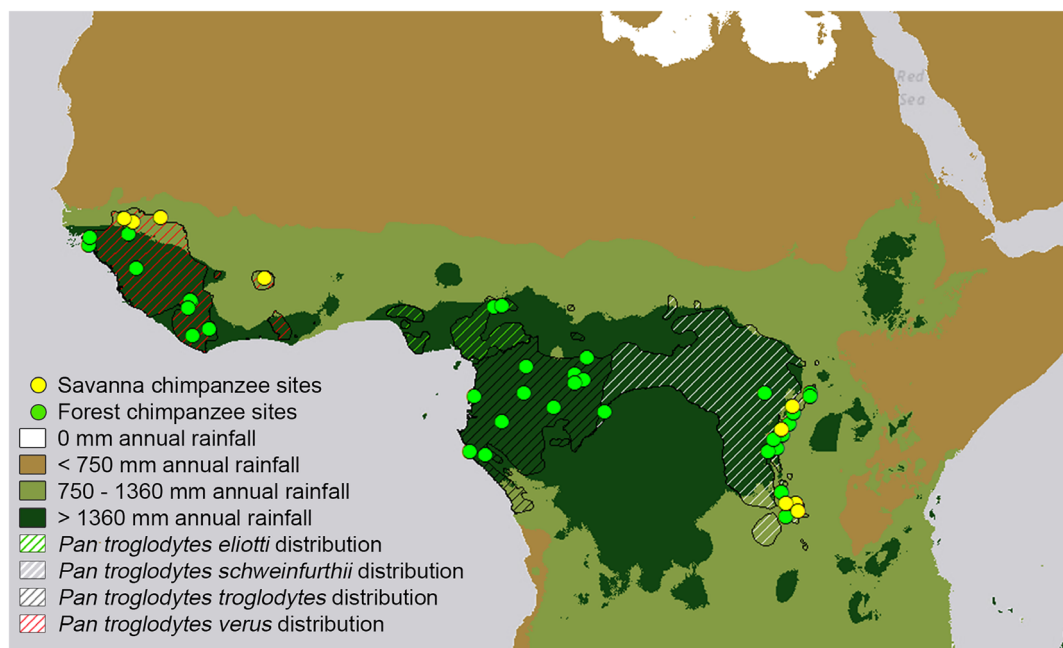 Red
Sea
Savanna chimpanzee sites
Forest chimpanzee sites
0 mm annual rainfall
< 750 mm annual rainfall
750 - 1360 mm annual rainfall
> 1360 mm annual rainfall
Pan troglodytes eliotti distribution
Pan troglodytes schweinfurthii distribution
Pan troglodytes troglodytes distribution
Pan troglodytes verus distribution